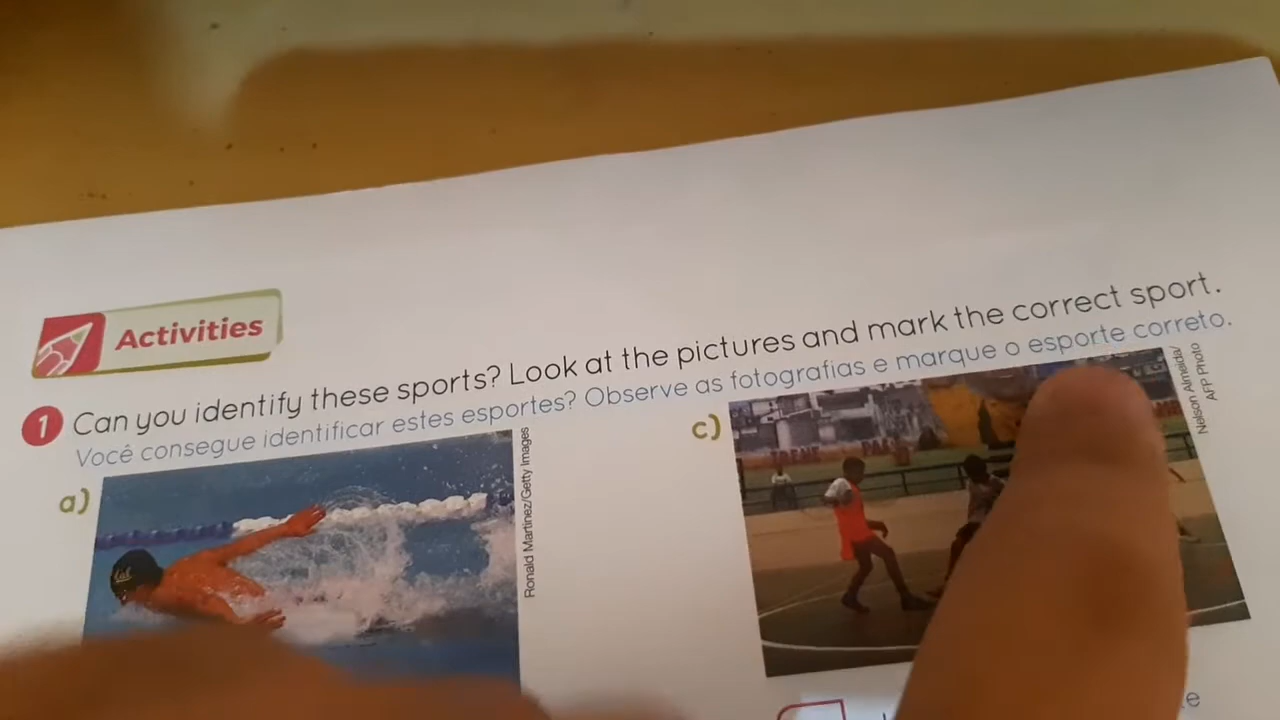 Activities
1 Can you identify these sports? Look at the pictures and mark the correct sport.
Você consegue identificar estes esportes? Observe as fotografias e marque o esporte correto.
a)
Ronald Martinez/Getty Images
c)
Nelson Almeida/
AFP Photo